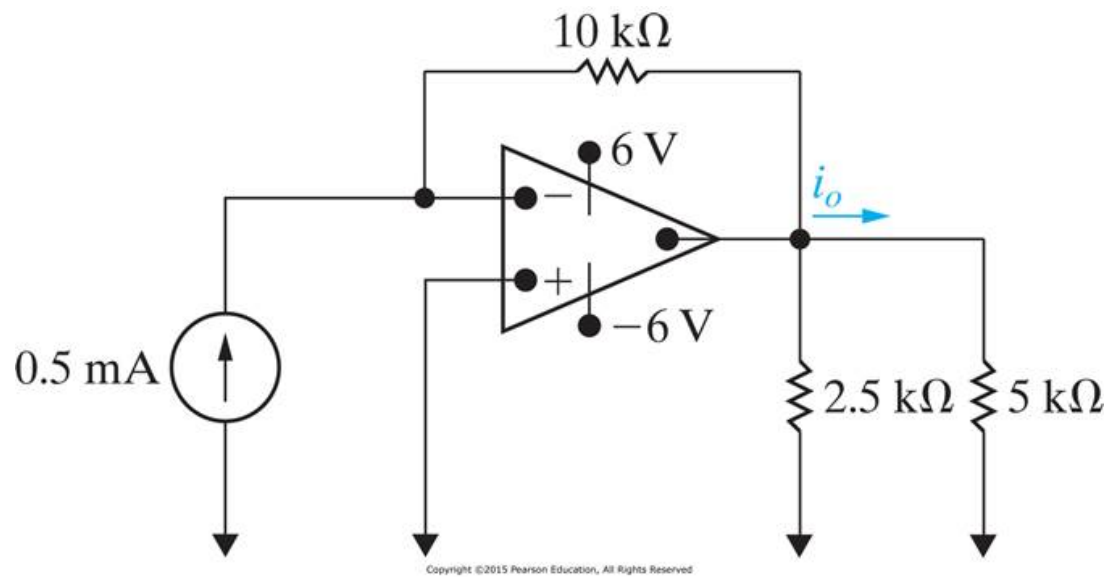 10 kΩ
6 V
−
i_o
+
−6 V
0.5 mA
2.5 kΩ
5 kΩ
Copyright ©2015 Pearson Education, All Rights Reserved